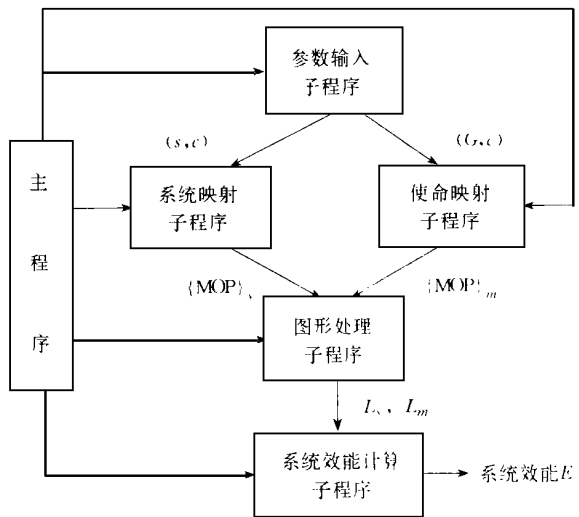 参数输入
子程序
(s,c)
(G,c)
主
程
序
系统映射
子程序
使命映射
子程序
{MOP}s
{MOP}m
图形处理
子程序
Ls、Lm
系统效能计算
子程序
系统效能E